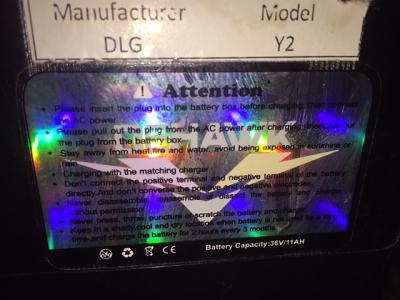 Manufacturer Model
DLG Y2
Attention
• Please insert the plug into the battery box before charging, then connect
the AC power
• Please pull out the plug from the AC power after charging, then pull out
the plug from the battery box.
• Stay away from heat, fire and water, avoid being exposed in sunshine or
rain
• Charging with the matching charger
• Don't connect the positive terminal and negative terminal of the battery
directly. And don't converse the positive and negative electrodes.
• Never disassemble, reassemble or dissect the battery and
without permission
• Never press, throw, puncture or scratch the battery and
• Keep in a shady, cool and dry location when battery is not used for a long
time, and charge the battery for 2 hours every 3 months
Battery Capacity: 36V/11AH